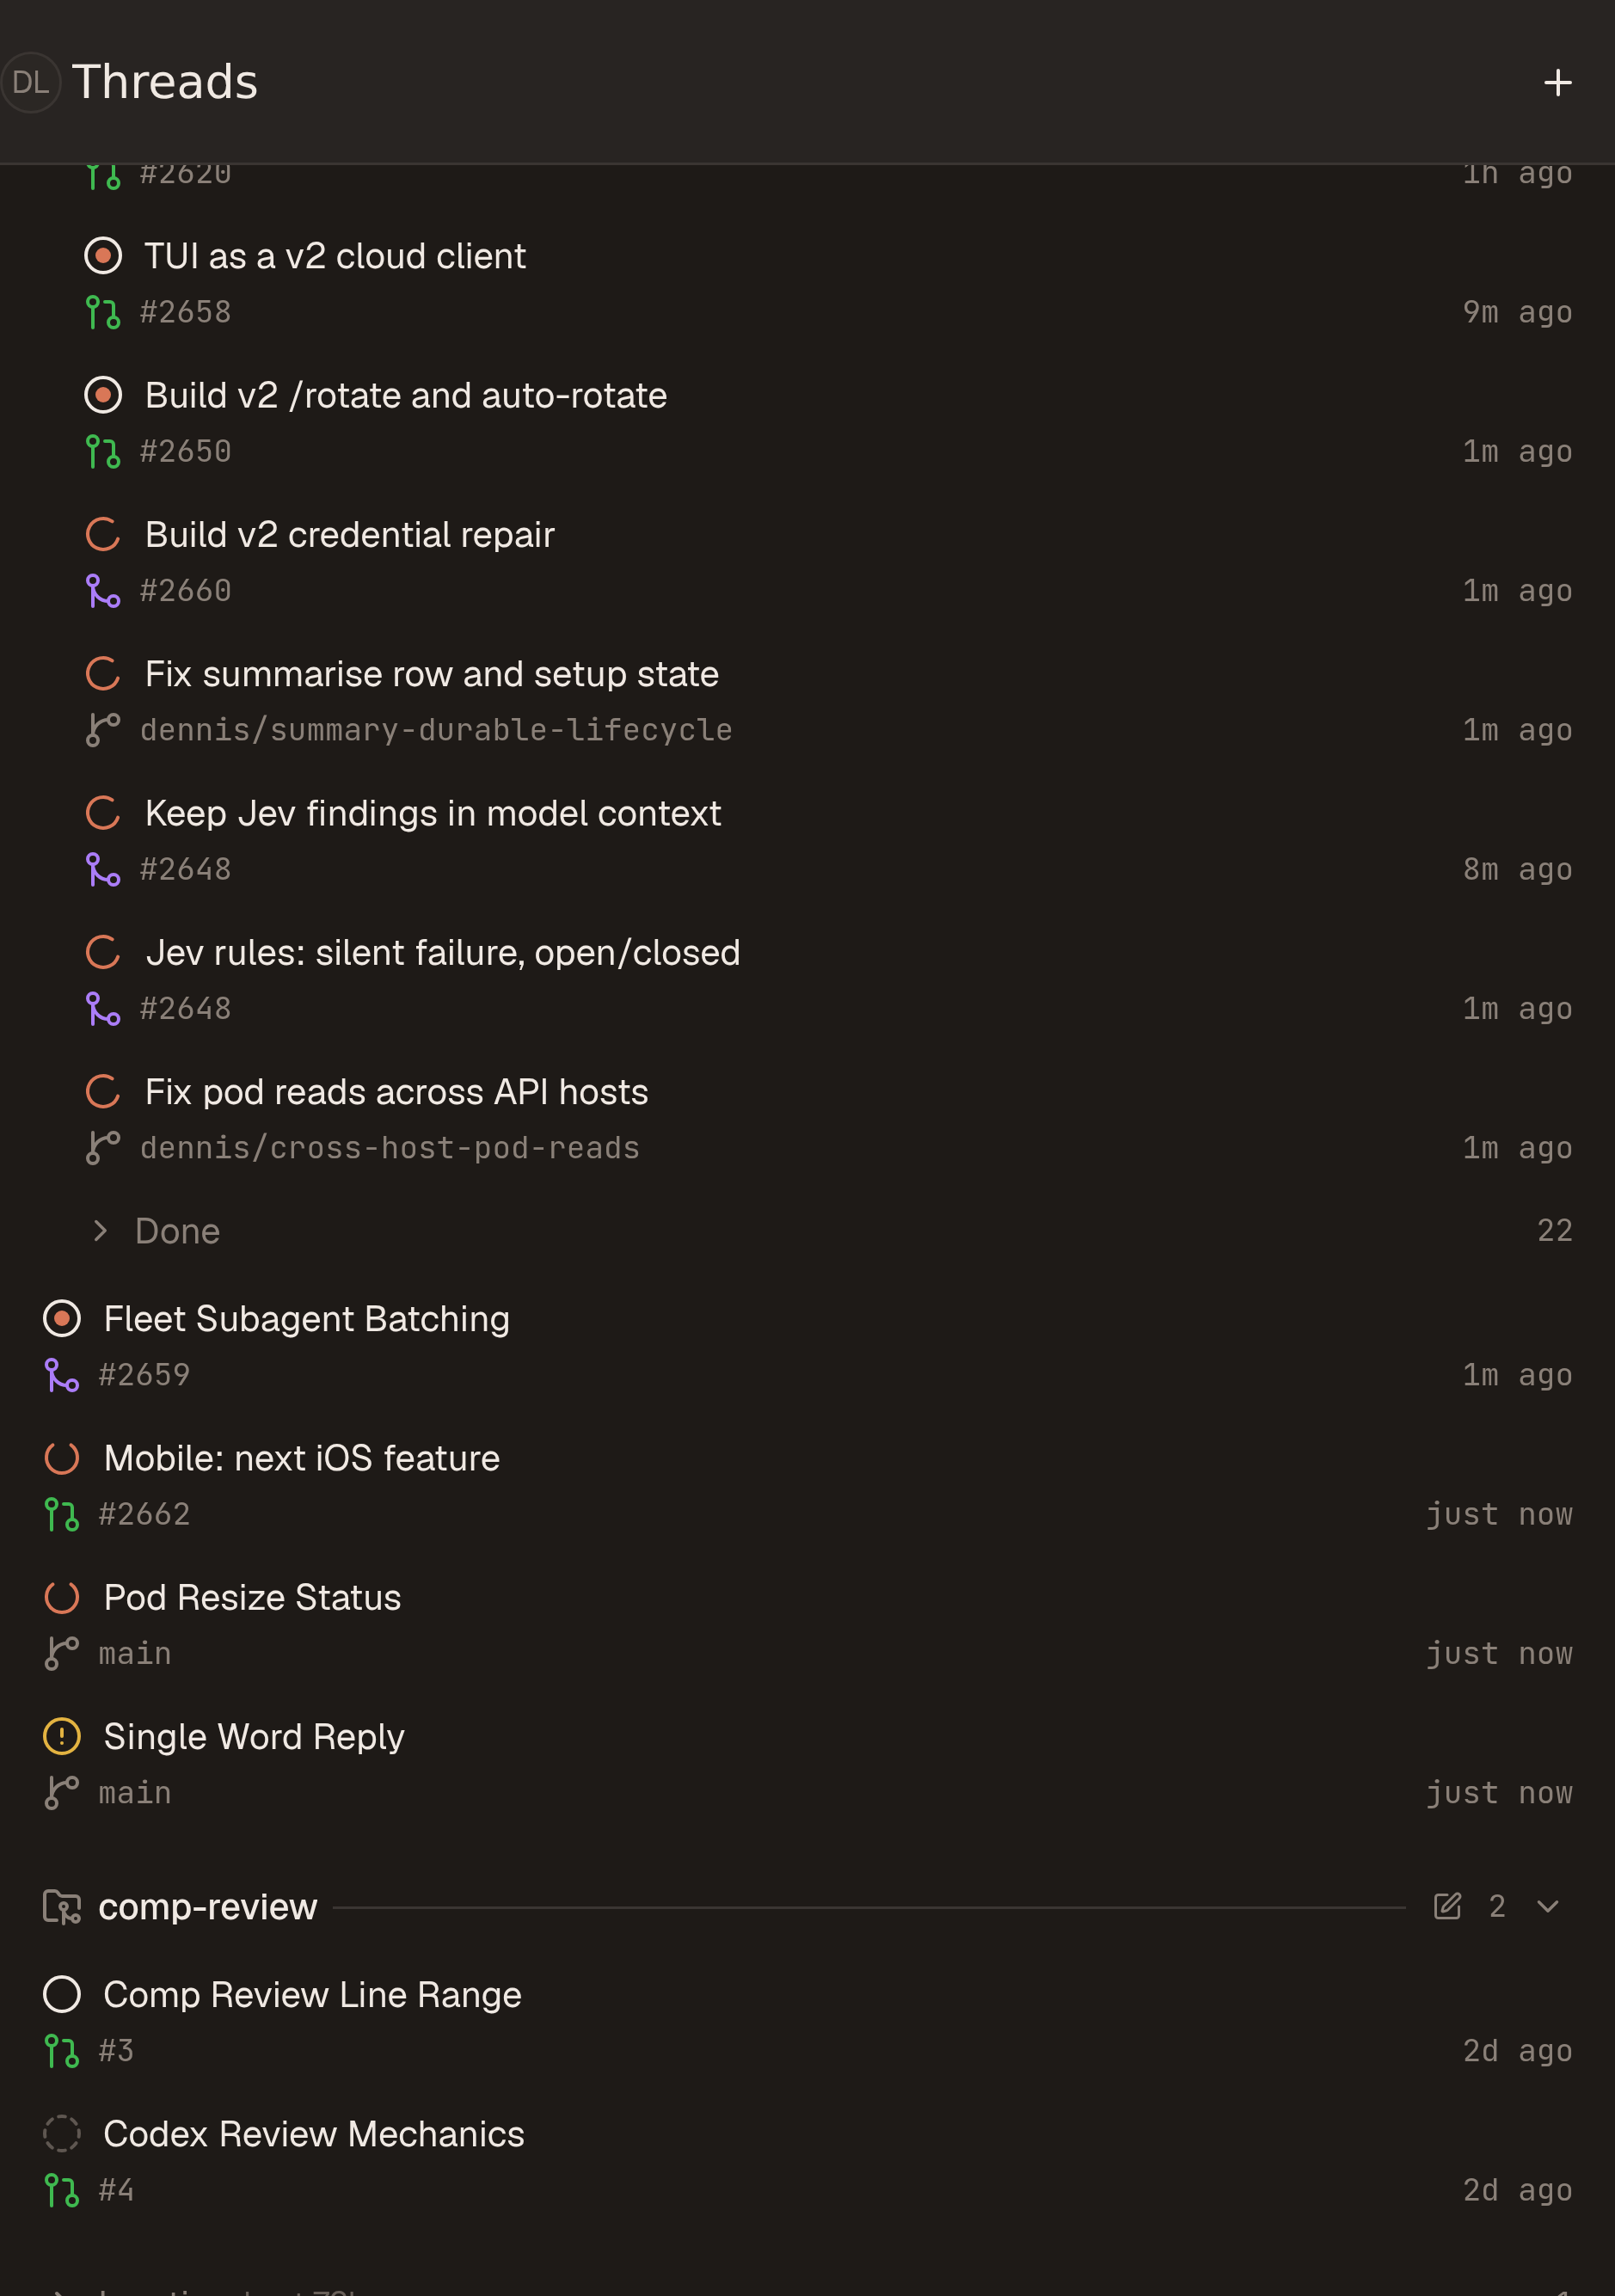 DL Threads
#2620 1h ago
TUI as a v2 cloud client
#2658 9m ago
Build v2 /rotate and auto-rotate
#2650 1m ago
Build v2 credential repair
#2660 1m ago
Fix summarise row and setup state
dennis/summary-durable-lifecycle 1m ago
Keep Jev findings in model context
#2648 8m ago
Jev rules: silent failure, open/closed
#2648 1m ago
Fix pod reads across API hosts
dennis/cross-host-pod-reads 1m ago
Done 22
Fleet Subagent Batching
#2659 1m ago
Mobile: next iOS feature
#2662 just now
Pod Resize Status
main just now
Single Word Reply
main just now
comp-review 2
Comp Review Line Range
#3 2d ago
Codex Review Mechanics
#4 2d ago